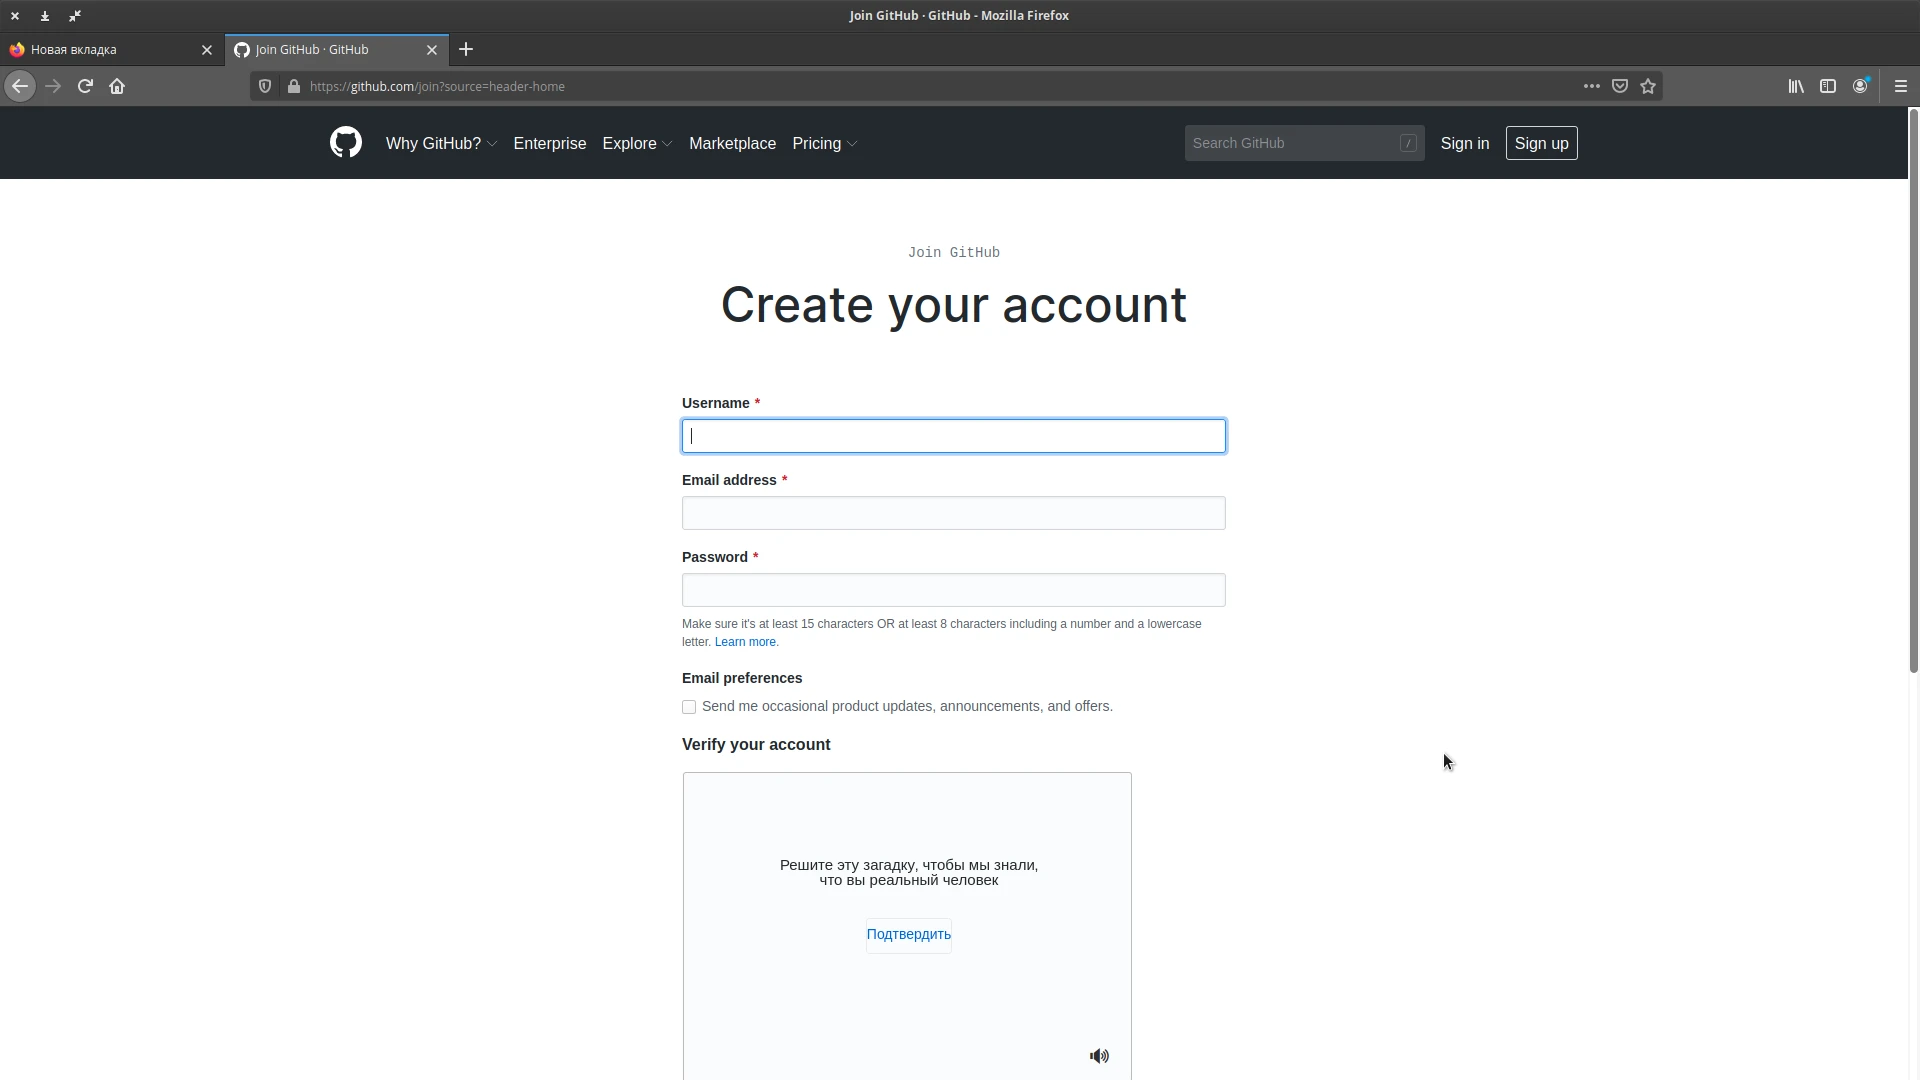 Join GitHub · GitHub - Mozilla Firefox
Новая вкладка
Join GitHub · GitHub
https://github.com/join?source=header-home
Why GitHub? Enterprise Explore Marketplace Pricing
Search GitHub /
Sign in
Sign up
Join GitHub
Create your account
Username *
Email address *
Password *
Make sure it's at least 15 characters OR at least 8 characters including a number and a lowercase
letter. Learn more.
Email preferences
Send me occasional product updates, announcements, and offers.
Verify your account
Решите эту загадку, чтобы мы знали,
что вы реальный человек
Подтвердить